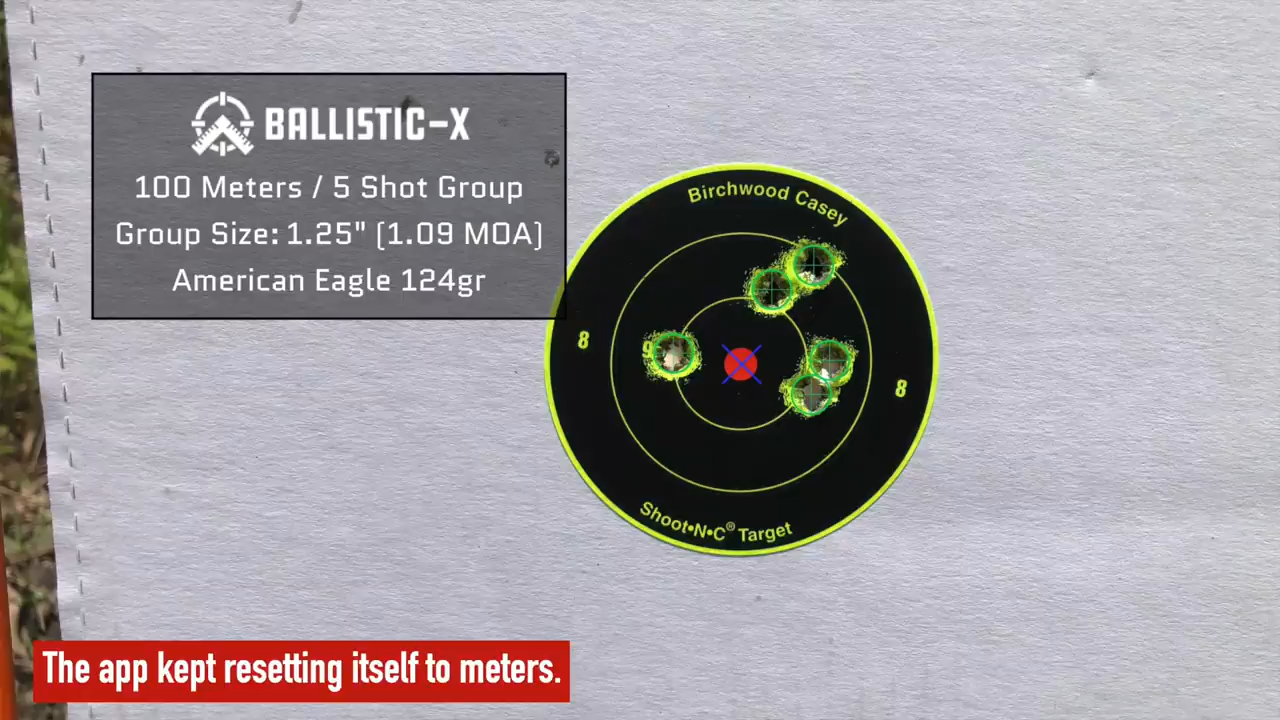 BALLISTIC-X
100 Meters / 5 Shot Group
Group Size: 1.25" (1.09 MOA)
American Eagle 124gr
Birchwood Casey
8
9
8
Shoot•N•C® Target
The app kept resetting itself to meters.